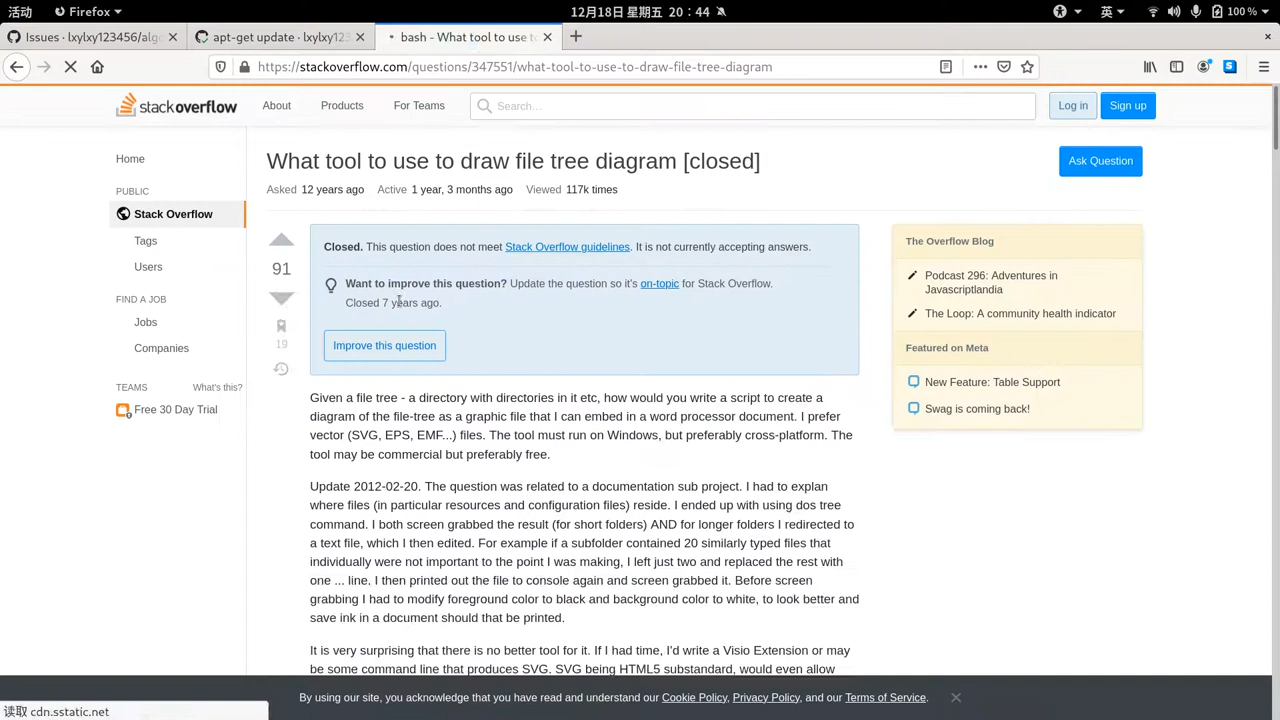 活动
Firefox
12月18日 星期五 20：44
英
100 %
Issues · lxylxy123456/algo
apt-get update · lxylxy123
bash - What tool to use to
https://stackoverflow.com/questions/347551/what-tool-to-use-to-draw-file-tree-diagram
stackoverflow
About
Products
For Teams
Search…
Log in
Sign up
Home
PUBLIC
Stack Overflow
Tags
Users
FIND A JOB
Jobs
Companies
TEAMS
What's this?
Free 30 Day Trial
What tool to use to draw file tree diagram [closed]
Ask Question
Asked 12 years ago Active 1 year, 3 months ago Viewed 117k times
91
19
Closed. This question does not meet Stack Overflow guidelines. It is not currently accepting answers.
Want to improve this question? Update the question so it's on-topic for Stack Overflow.
Closed 7 years ago.
Improve this question
Given a file tree - a directory with directories in it etc, how would you write a script to create a
diagram of the file-tree as a graphic file that I can embed in a word processor document. I prefer
vector (SVG, EPS, EMF...) files. The tool must run on Windows, but preferably cross-platform. The
tool may be commercial but preferably free.
Update 2012-02-20. The question was related to a documentation sub project. I had to explain
where files (in particular resources and configuration files) reside. I ended up with using dos tree
command. I both screen grabbed the result (for short folders) AND for longer folders I redirected to
a text file, which I then edited. For example if a subfolder contained 20 similarly typed files that
individually were not important to the point I was making, I left just two and replaced the rest with
one ... line. I then printed out the file to console again and screen grabbed it. Before screen
grabbing I had to modify foreground color to black and background color to white, to look better and
save ink in a document should that be printed.
It is very surprising that there is no better tool for it. If I had time, I'd write a Visio Extension or may
be some command line that produces SVG. SVG being HTML5 substandard, would even allow
The Overflow Blog
Podcast 296: Adventures in
Javascriptlandia
The Loop: A community health indicator
Featured on Meta
New Feature: Table Support
Swag is coming back!
By using our site, you acknowledge that you have read and understand our Cookie Policy, Privacy Policy, and our Terms of Service.
读取 cdn.sstatic.net